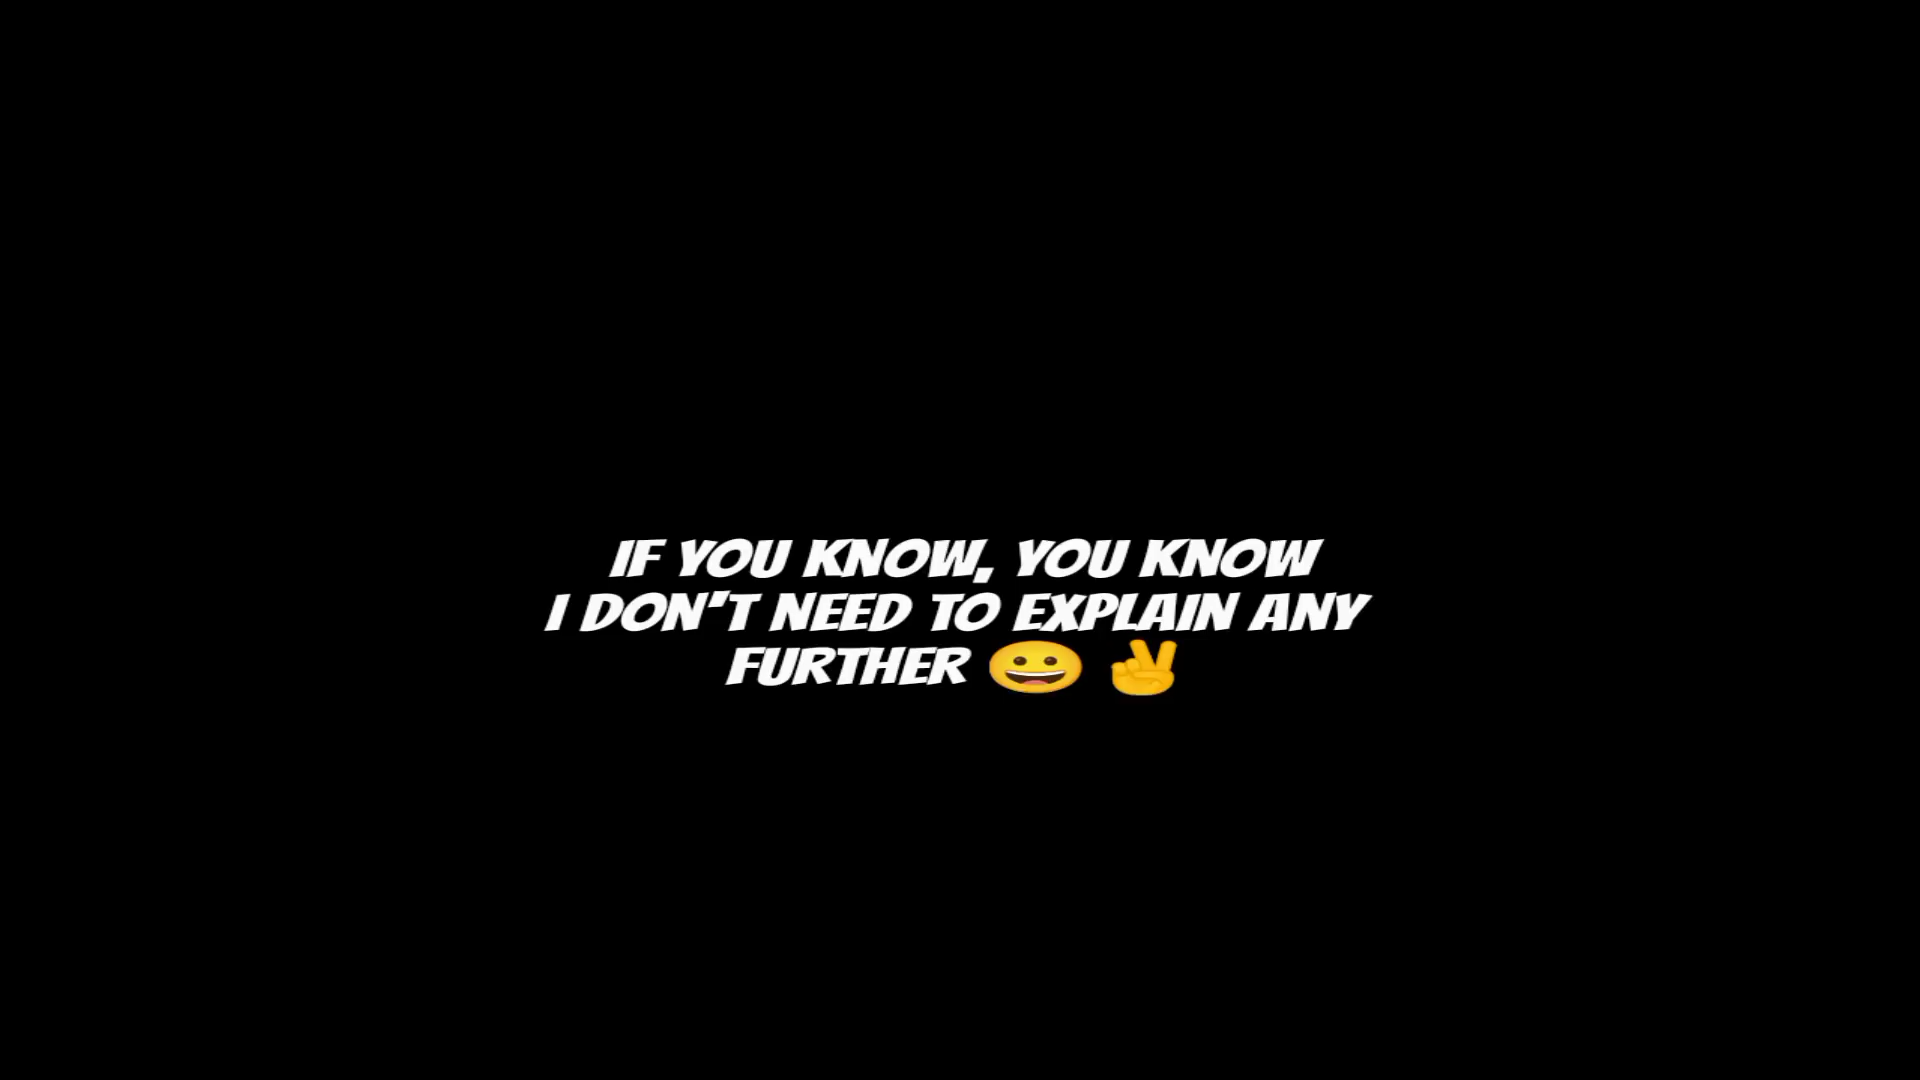 IF YOU KNOW, YOU KNOW
I DON'T NEED TO EXPLAIN ANY
FURTHER 😀 ✌️